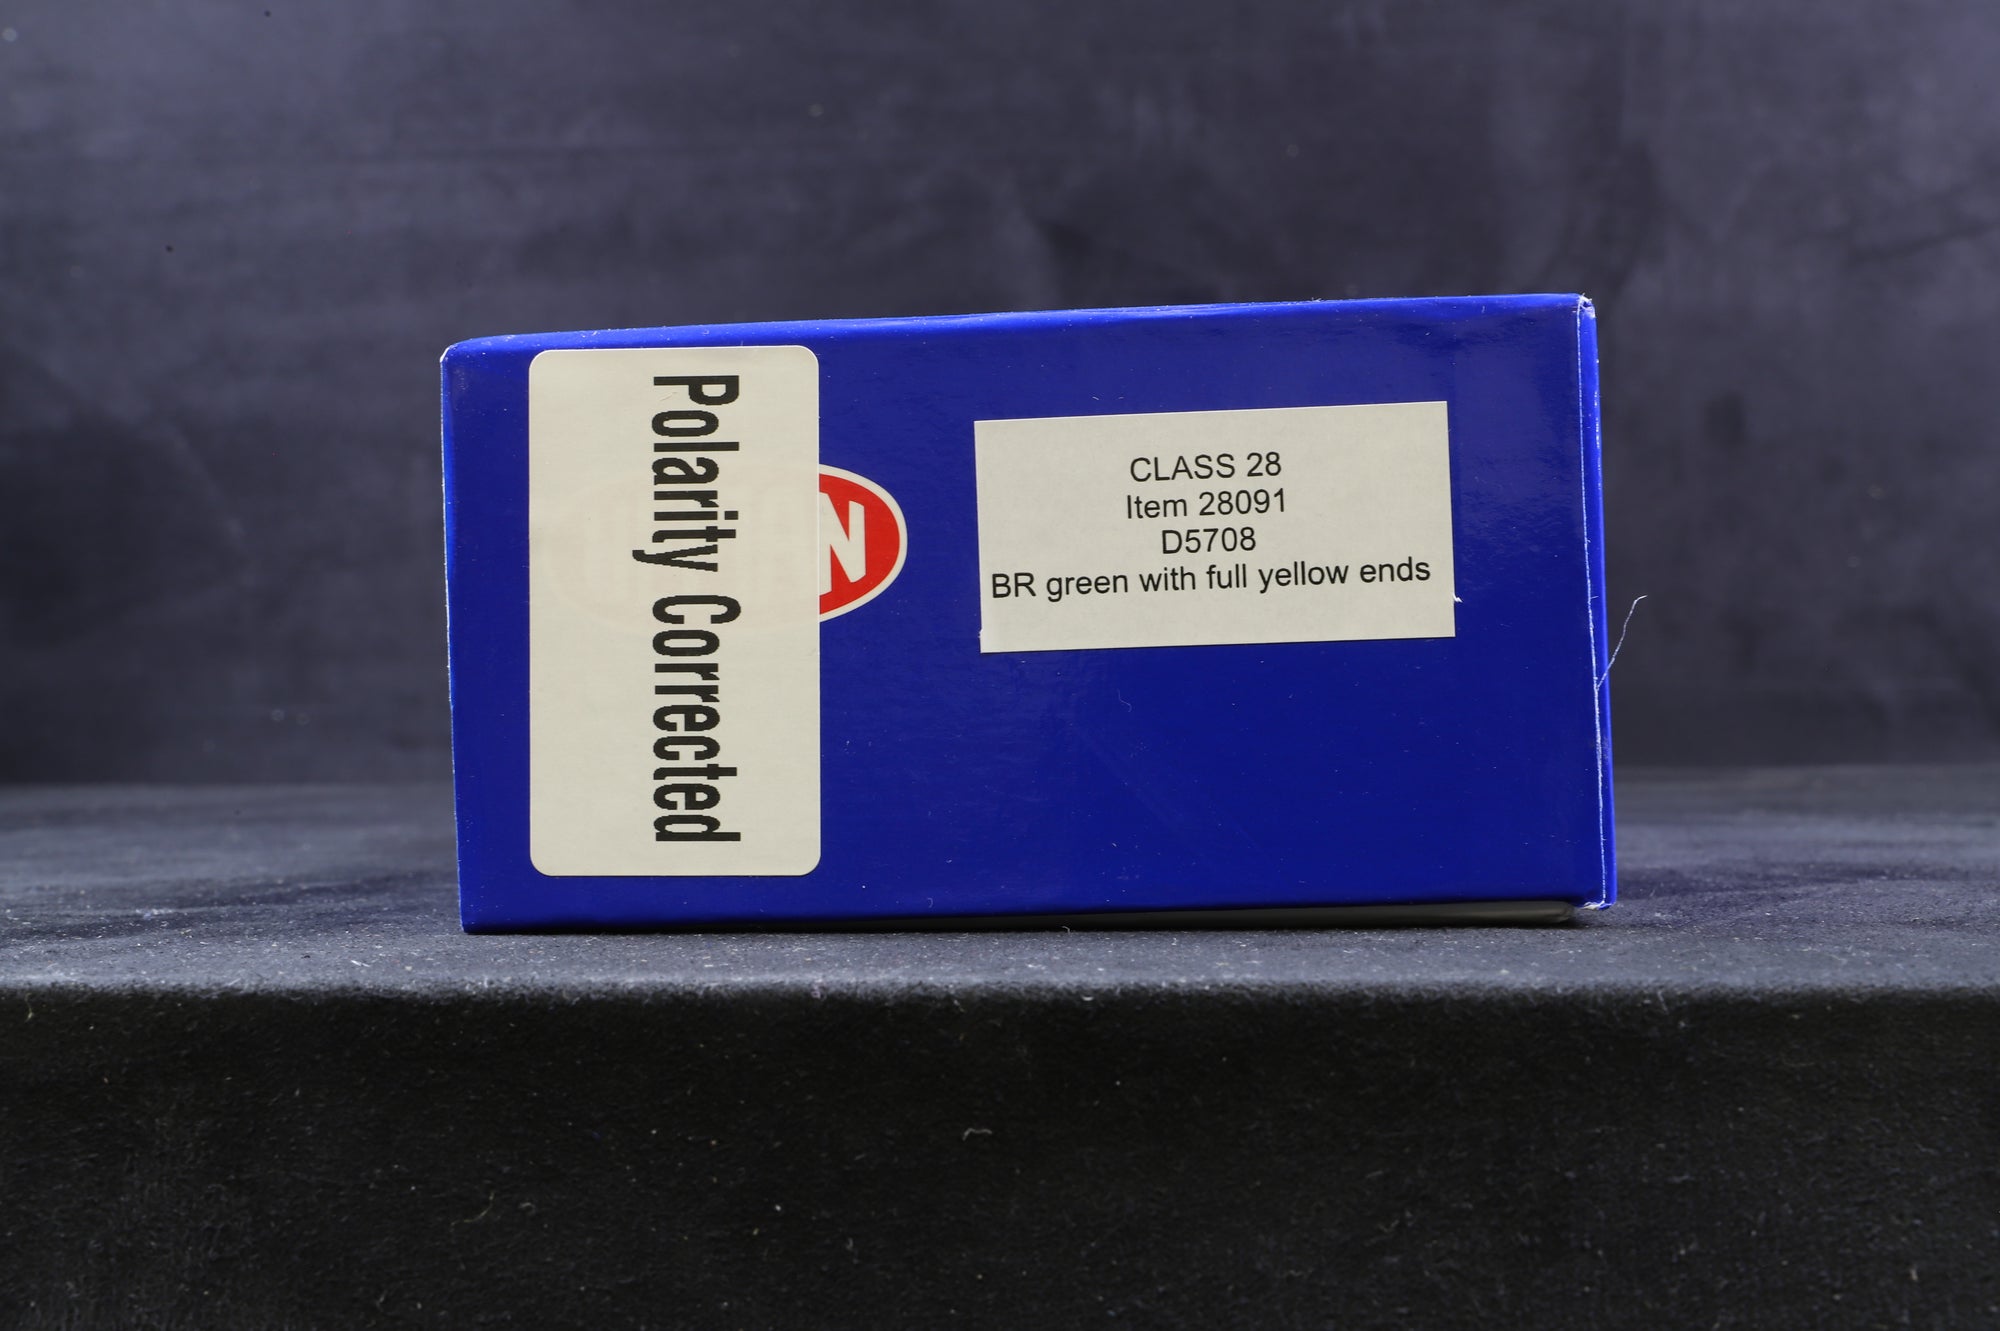 Polarity Corrected
N
CLASS 28
Item 28091
D5708
BR green with full yellow ends